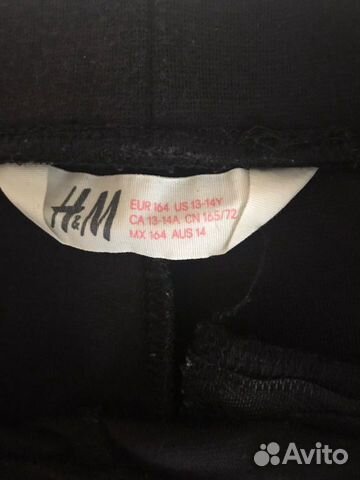 H&M
EUR 164 US 13-14Y
CA 13-14A CN 165/72
MX 164 AUS 14
Avito